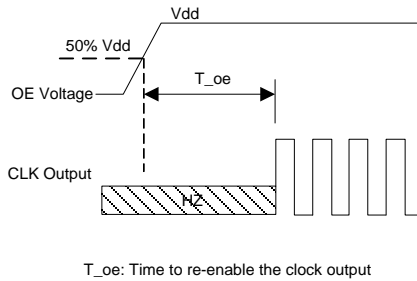 Vdd
50% Vdd
T_oe
OE Voltage
CLK Output
HZ
T_oe: Time to re-enable the clock output